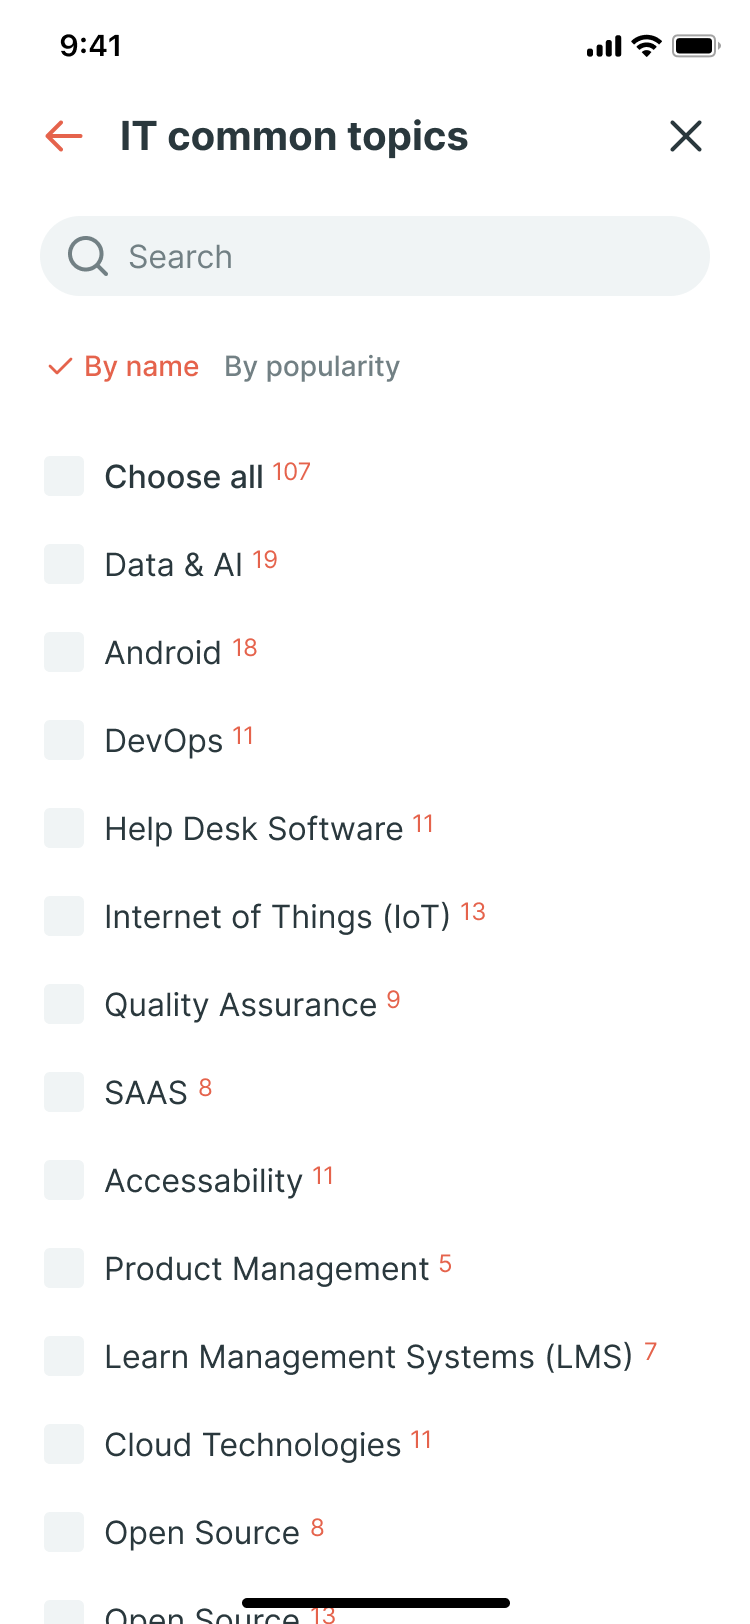 9:41
IT common topics
Search
By name By popularity
Choose all 107
Data & AI 19
Android 18
DevOps 11
Help Desk Software 11
Internet of Things (IoT) 13
Quality Assurance 9
SAAS 8
Accessability 11
Product Management 5
Learn Management Systems (LMS) 7
Cloud Technologies 11
Open Source 8
Open Source 13